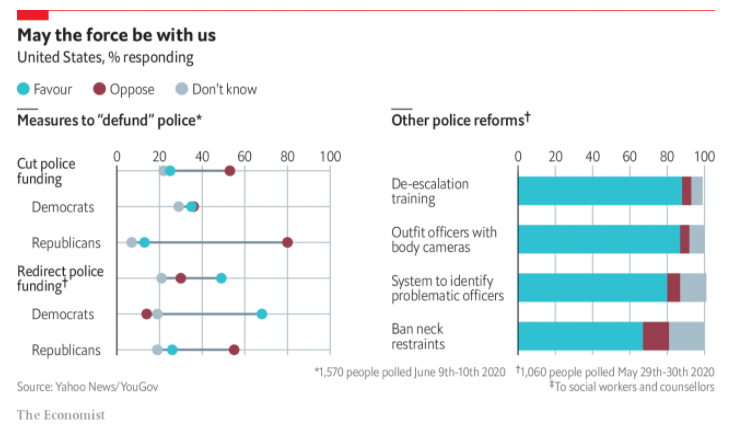 May the force be with us
United States, % responding
Favour Oppose Don't know
Measures to “defund” police*
0 20 40 60 80 100
Cut police
funding
Democrats
Republicans
Redirect police
funding†
Democrats
Republicans
Other police reforms†
0 20 40 60 80 100
De-escalation
training
Outfit officers with
body cameras
System to identify
problematic officers
Ban neck
restraints
*1,570 people polled June 9th-10th 2020 †1,060 people polled May 29th-30th 2020
Source: Yahoo News/YouGov
‡To social workers and counsellors
The Economist